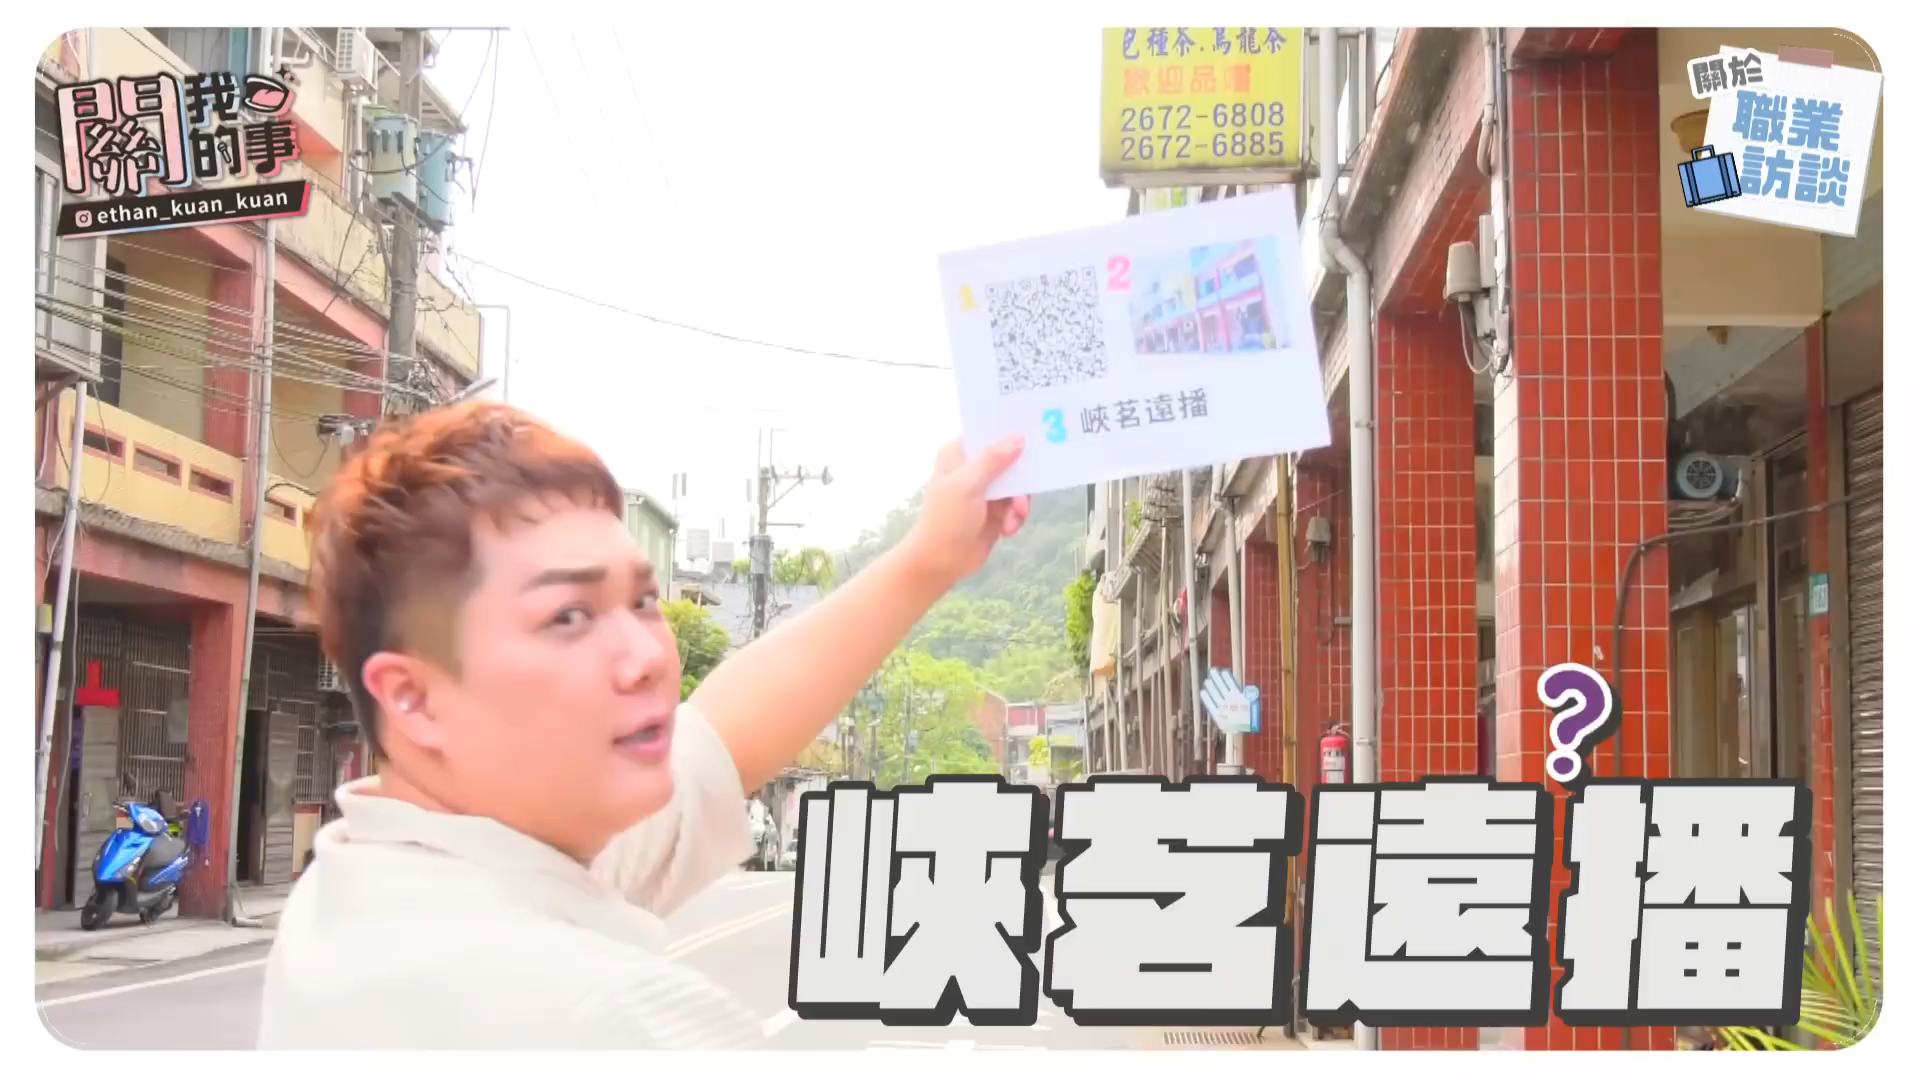 關我的事
ethan_kuan_kuan
包種茶.烏龍茶
歡迎品嚐
2672-6808
2672-6885
關於
職業
訪談
1
2
3 峽茗遠播
?
峽茗遠播